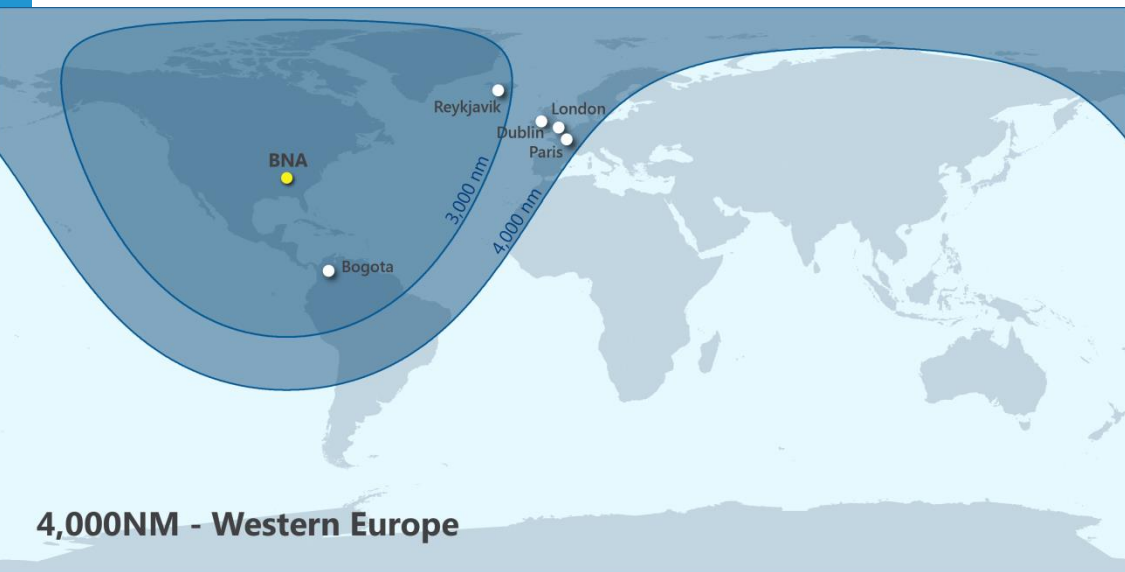 Reykjavik
London
Dublin
Paris
BNA
3,000 nm
4,000 nm
Bogota
4,000NM - Western Europe